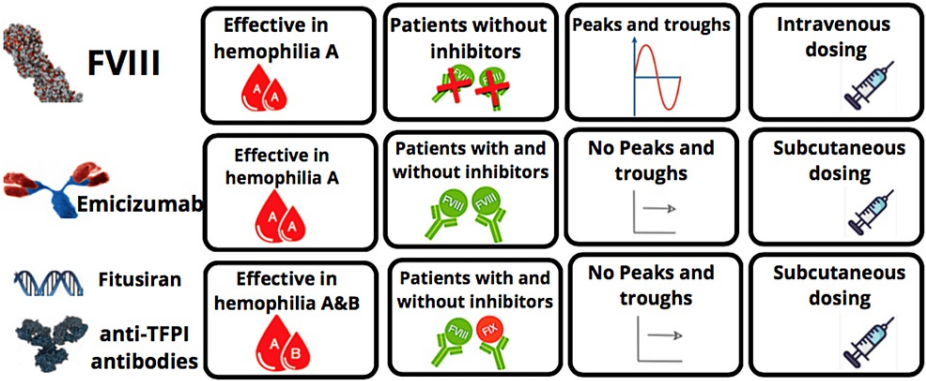 FVIII
Effective in
hemophilia A
A A
Patients without
inhibitors
FVIII FVIII
Peaks and troughs
Intravenous
dosing
Emicizumab
Effective in
hemophilia A
A A
Patients with and
without inhibitors
FVIII FVIII
No Peaks and
troughs
Subcutaneous
dosing
Fitusiran
anti-TFPI
antibodies
Effective in
hemophilia A&B
A B
Patients with and
without inhibitors
FVIII FIX
No Peaks and
troughs
Subcutaneous
dosing